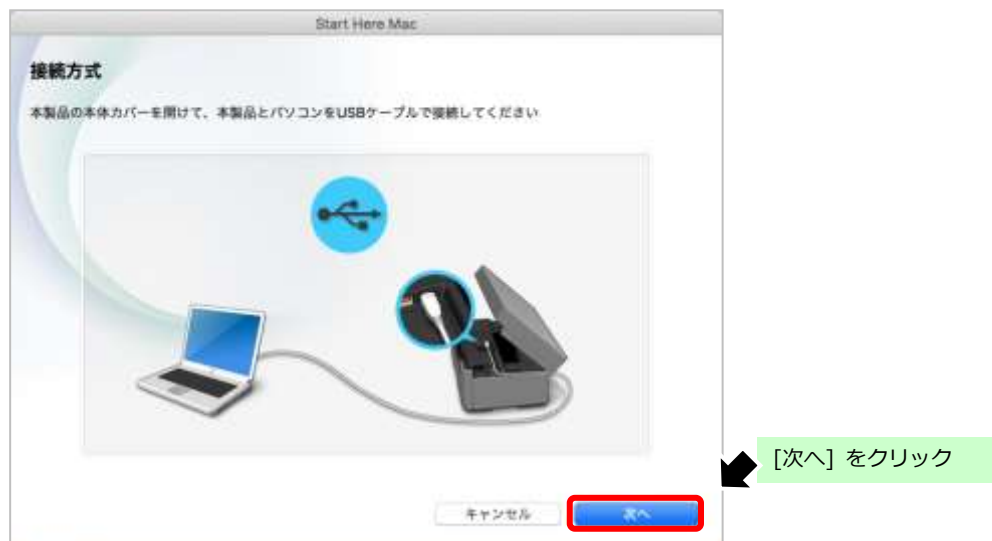 Start Here Mac
接続方式
本製品の本体カバーを開けて、本製品とパソコンをUSBケーブルで接続してください
[次へ] をクリック
キャンセル
次へ